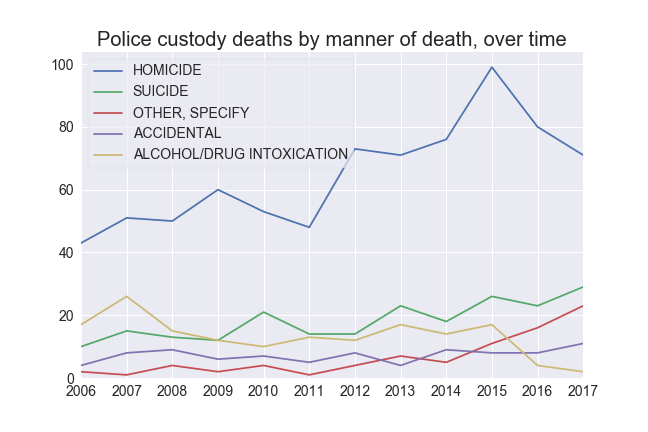 Police custody deaths by manner of death, over time
100
80
60
40
20
0
HOMICIDE
SUICIDE
OTHER, SPECIFY
ACCIDENTAL
ALCOHOL/DRUG INTOXICATION
2006 2007 2008 2009 2010 2011 2012 2013 2014 2015 2016 2017